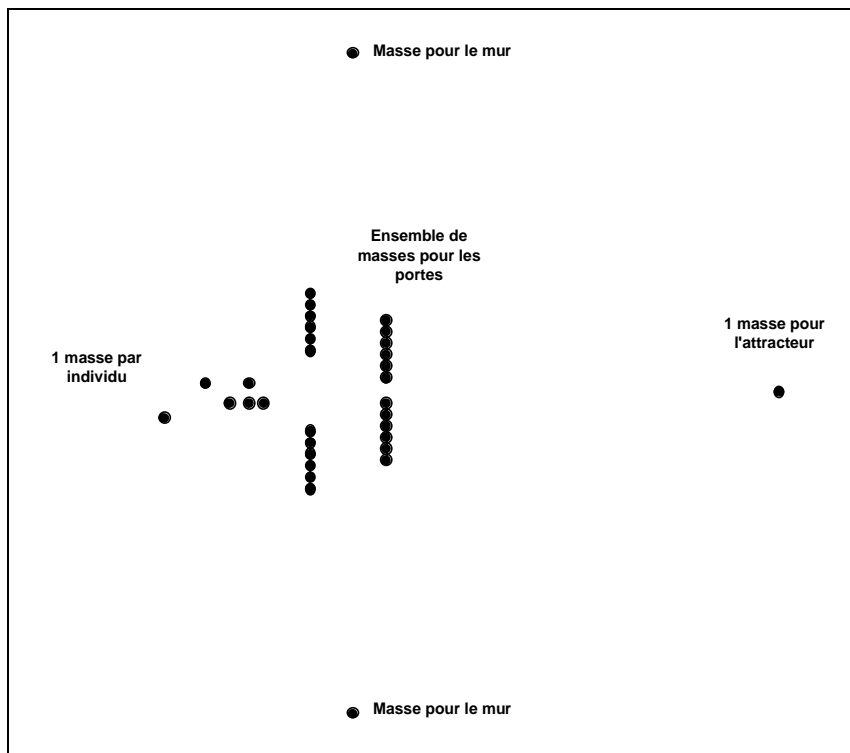 Masse pour le mur
Ensemble de
masses pour les
portes
1 masse pour
l'attracteur
1 masse par
individu
Masse pour le mur